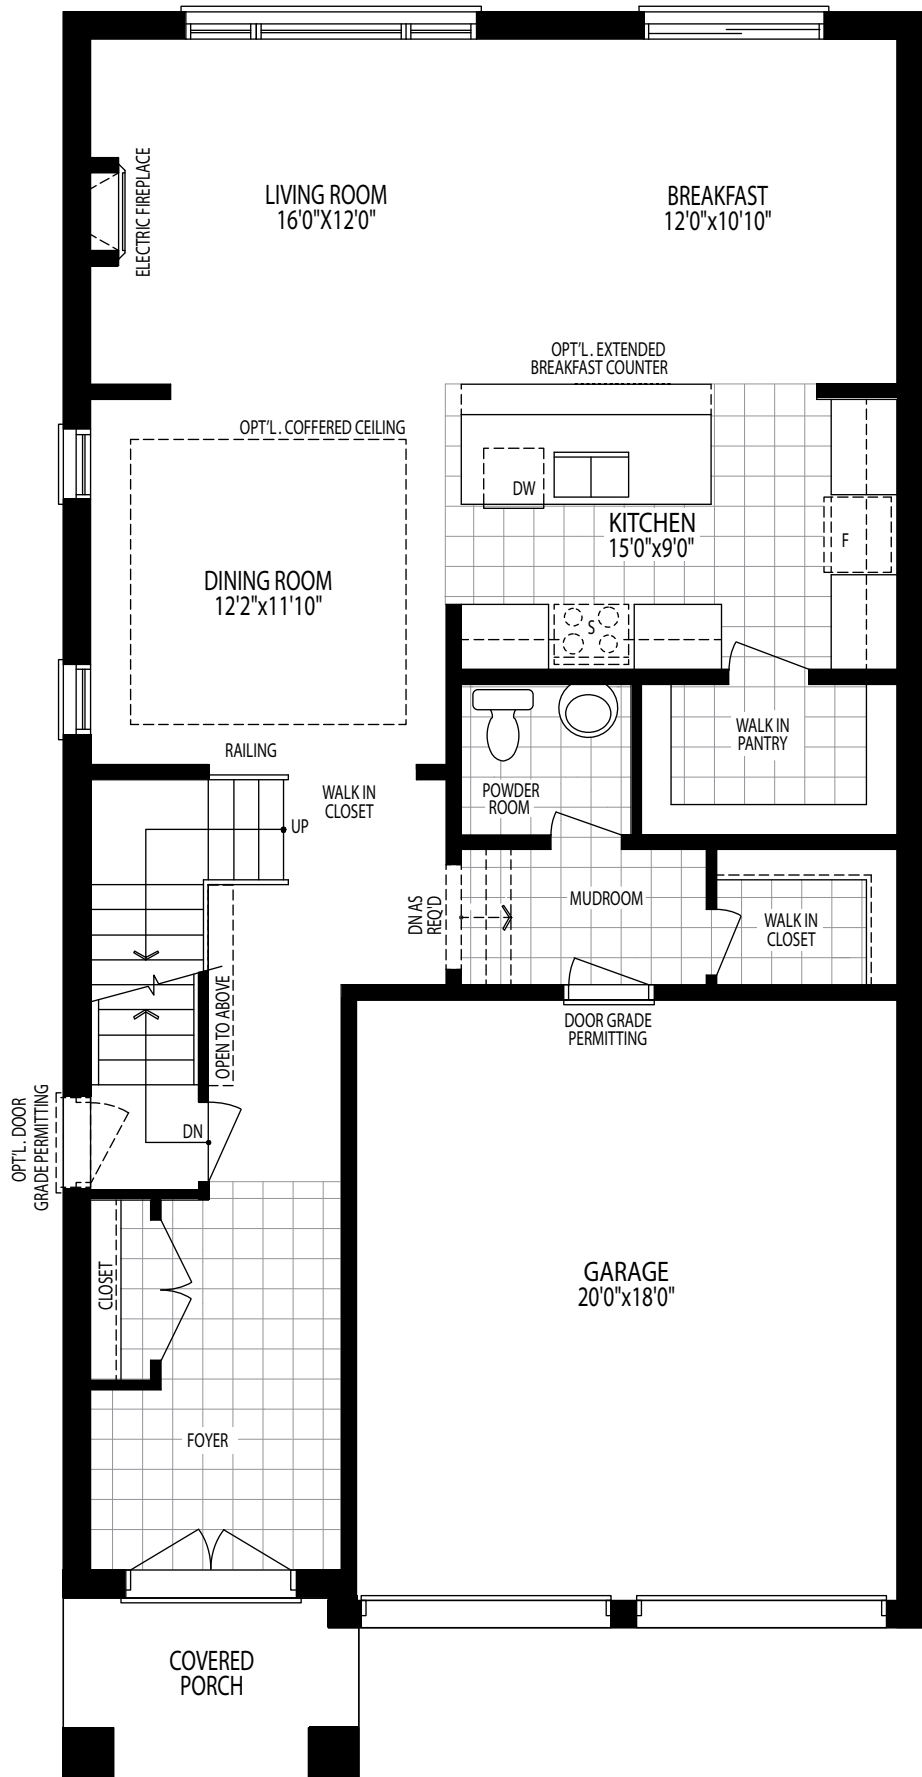 ELECTRIC FIREPLACE
LIVING ROOM
16'0"X12'0"
BREAKFAST
12'0"x10'10"
OPT'L. EXTENDED
BREAKFAST COUNTER
OPT'L. COFFERED CEILING
DW
KITCHEN
15'0"x9'0"
F
DINING ROOM
12'2"x11'10"
S
WALK IN
PANTRY
RAILING
POWDER
ROOM
WALK IN
CLOSET
UP
DN AS
REQ'D
MUDROOM
WALK IN
CLOSET
OPEN TO ABOVE
DOOR GRADE
PERMITTING
OPT'L. DOOR
GRADE PERMITTING
DN
CLOSET
GARAGE
20'0"x18'0"
FOYER
COVERED
PORCH